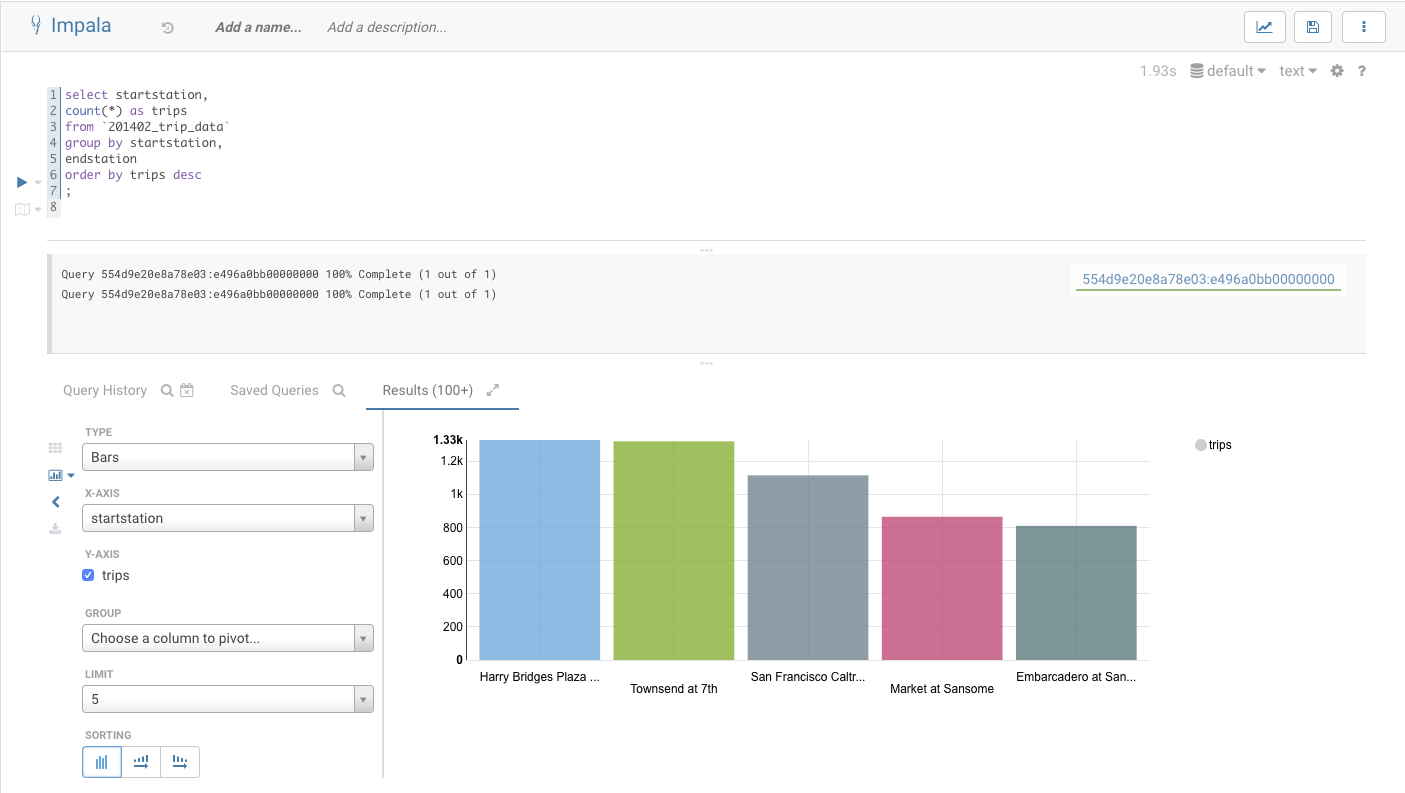 Impala
Add a name...
Add a description...
1.93s
default
text
?
1 select startstation,
2 count(*) as trips
3 from `201402_trip_data`
4 group by startstation,
5 endstation
6 order by trips desc
7 ;
8
Query 554d9e20e8a78e03:e496a0bb00000000 100% Complete (1 out of 1)
Query 554d9e20e8a78e03:e496a0bb00000000 100% Complete (1 out of 1)
554d9e20e8a78e03:e496a0bb00000000
Query History
Saved Queries
Results (100+)
TYPE
Bars
X-AXIS
startstation
Y-AXIS
trips
GROUP
Choose a column to pivot...
LIMIT
5
SORTING
1.33k
1.2k
1k
800
600
400
200
0
Harry Bridges Plaza ...
Townsend at 7th
San Francisco Caltr...
Market at Sansome
Embarcadero at San...
trips